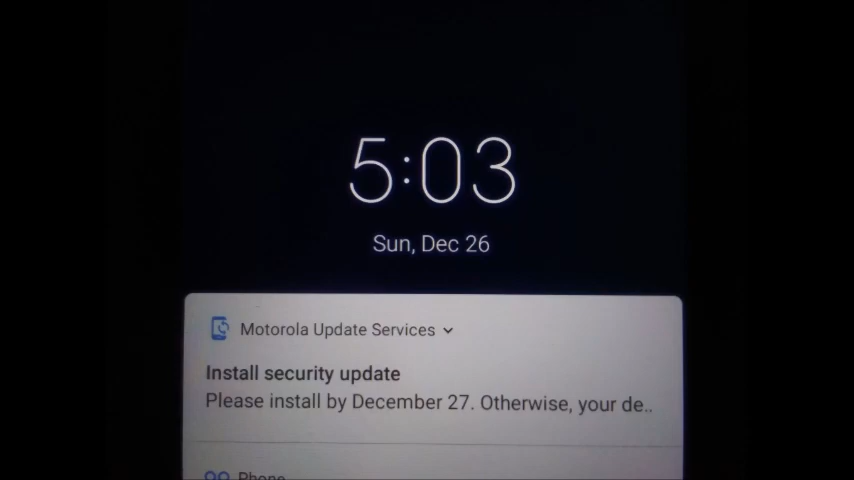 5:03
Sun, Dec 26
Motorola Update Services
Install security update
Please install by December 27. Otherwise, your de..
Phone